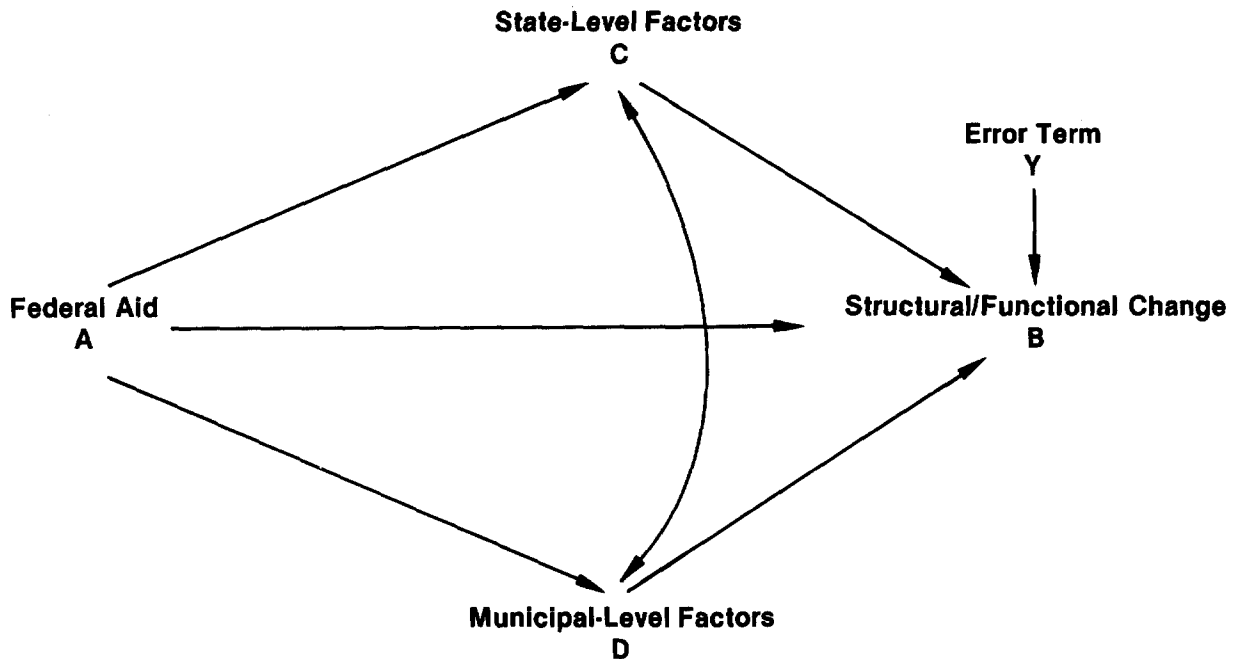 State-Level Factors
C
Error Term
Y
Federal Aid
A
Structural/Functional Change
B
Municipal-Level Factors
D